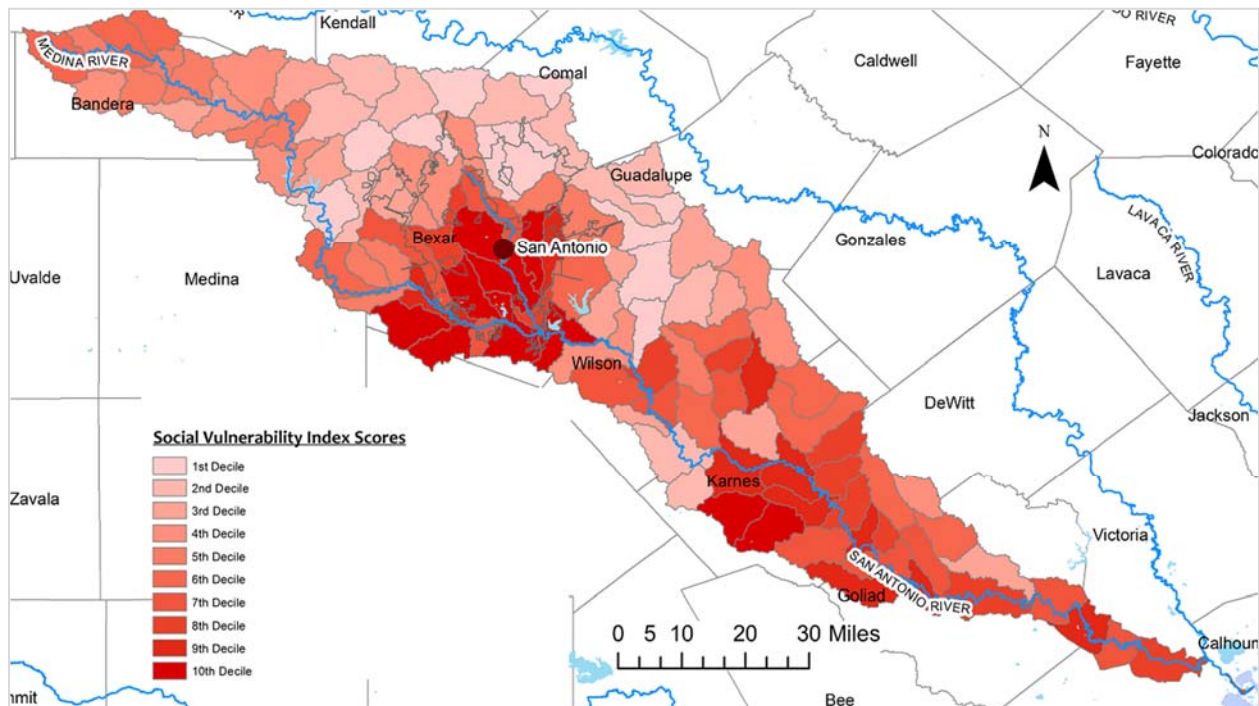 Kendall
CO RIVER
MEDINA RIVER
Comal
Caldwell
Fayette
Bandera
N
Colorado
Guadalupe
LAVACA RIVER
Bexar
San Antonio
Gonzales
Uvalde
Medina
Lavaca
Wilson
DeWitt
Jackson
Social Vulnerability Index Scores
1st Decile
2nd Decile
3rd Decile
4th Decile
5th Decile
6th Decile
7th Decile
8th Decile
9th Decile
10th Decile
Zavala
Karnes
Victoria
SAN ANTONIO RIVER
Goliad
0 5 10 20 30 Miles
Calhoun
mmit
Bee